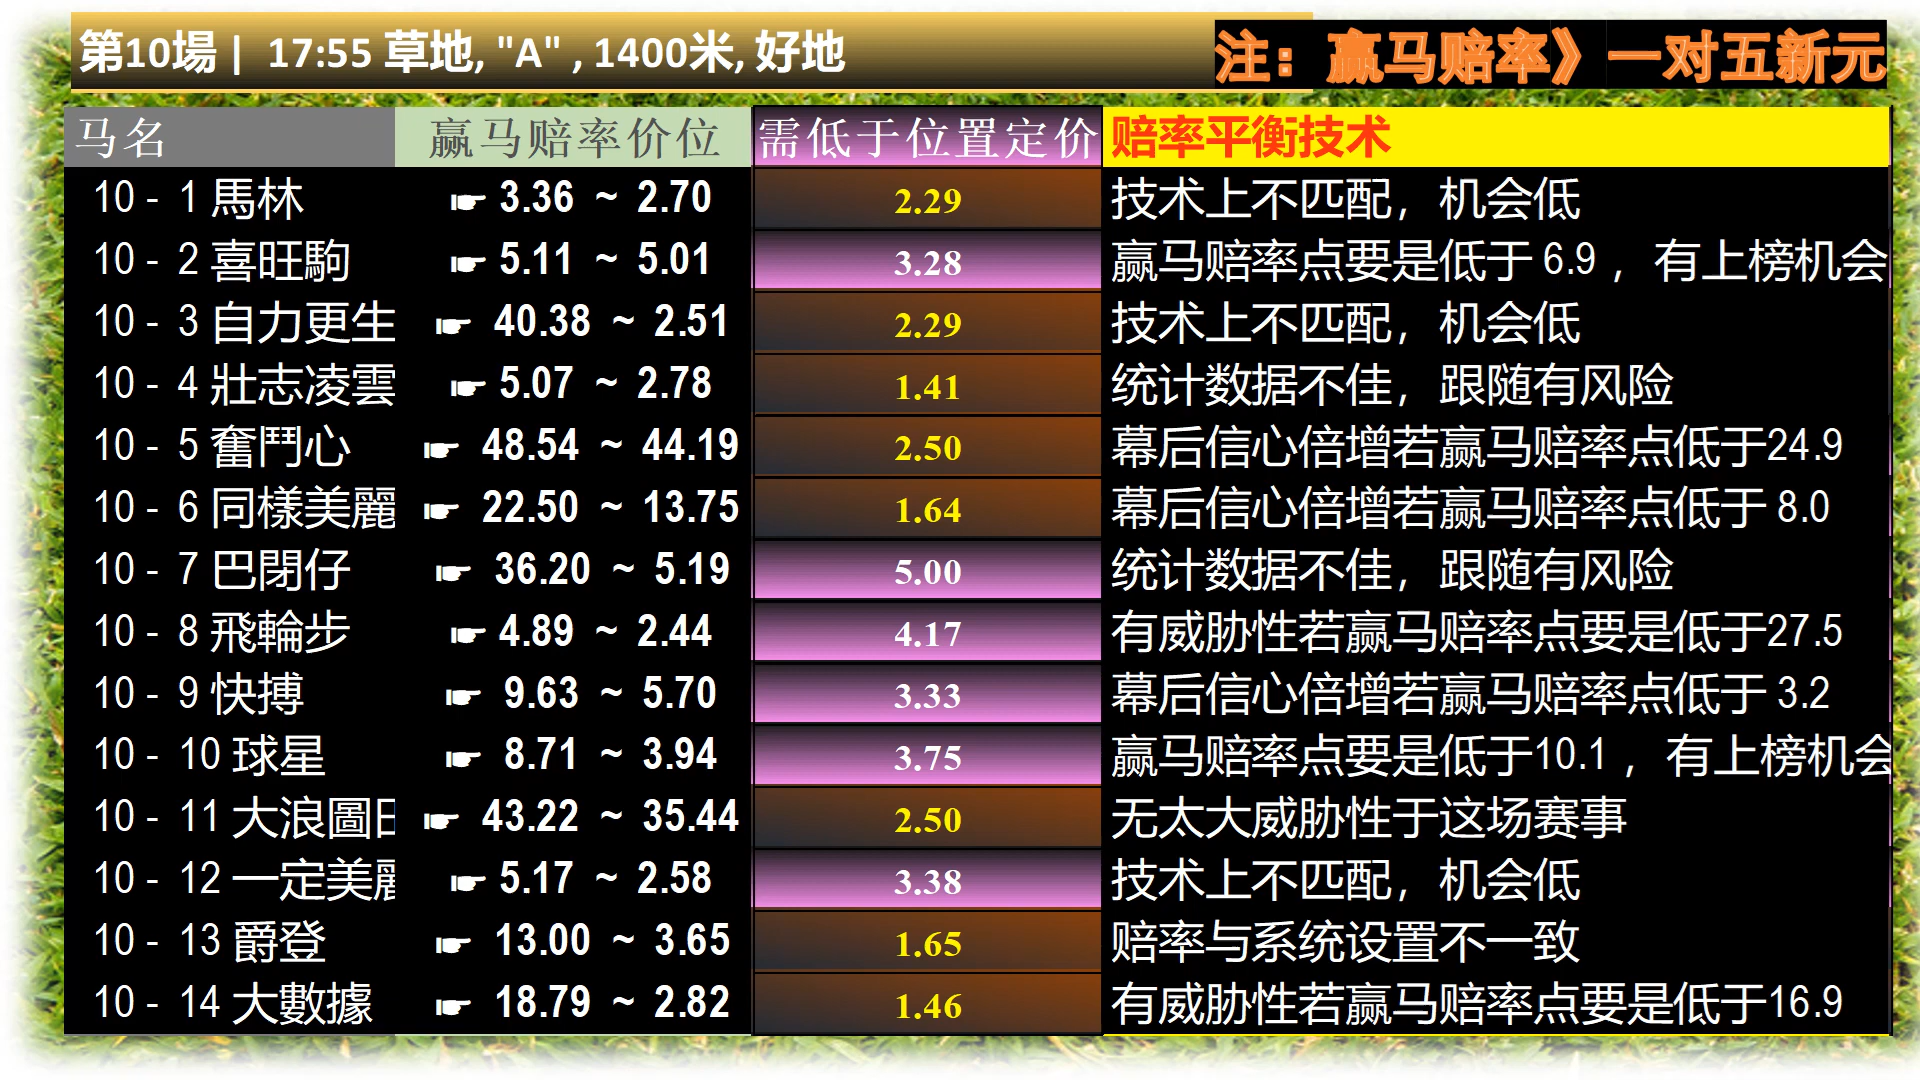 第10場 |  17:55 草地, "A" , 1400米, 好地
注：赢马赔率》一对五新元
马名 赢马赔率价位 需低于位置定价 赔率平衡技术
10 - 1 馬林 ☛ 3.36 ~ 2.70 2.29 技术上不匹配，机会低
10 - 2 喜旺駒 ☛ 5.11 ~ 5.01 3.28 赢马赔率点要是低于 6.9 ，有上榜机会
10 - 3 自力更生 ☛ 40.38 ~ 2.51 2.29 技术上不匹配，机会低
10 - 4 壯志凌雲 ☛ 5.07 ~ 2.78 1.41 统计数据不佳，跟随有风险
10 - 5 奮鬥心 ☛ 48.54 ~ 44.19 2.50 幕后信心倍增若赢马赔率点低于24.9
10 - 6 同樣美麗 ☛ 22.50 ~ 13.75 1.64 幕后信心倍增若赢马赔率点低于 8.0
10 - 7 巴閉仔 ☛ 36.20 ~ 5.19 5.00 统计数据不佳，跟随有风险
10 - 8 飛輪步 ☛ 4.89 ~ 2.44 4.17 有威胁性若赢马赔率点要是低于27.5
10 - 9 快搏 ☛ 9.63 ~ 5.70 3.33 幕后信心倍增若赢马赔率点低于 3.2
10 - 10 球星 ☛ 8.71 ~ 3.94 3.75 赢马赔率点要是低于10.1 ，有上榜机会
10 - 11 大浪圖田 ☛ 43.22 ~ 35.44 2.50 无太大威胁性于这场赛事
10 - 12 一定美麗 ☛ 5.17 ~ 2.58 3.38 技术上不匹配，机会低
10 - 13 爵登 ☛ 13.00 ~ 3.65 1.65 赔率与系统设置不一致
10 - 14 大數據 ☛ 18.79 ~ 2.82 1.46 有威胁性若赢马赔率点要是低于16.9